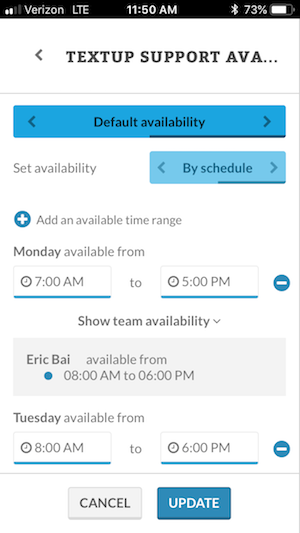 Verizon LTE 11:50 AM 73%
TEXTUP SUPPORT AVA...
Default availability
Set availability By schedule
Add an available time range
Monday available from
7:00 AM to 5:00 PM
Show team availability
Eric Bai available from
08:00 AM to 06:00 PM
Tuesday available from
8:00 AM to 6:00 PM
CANCEL UPDATE